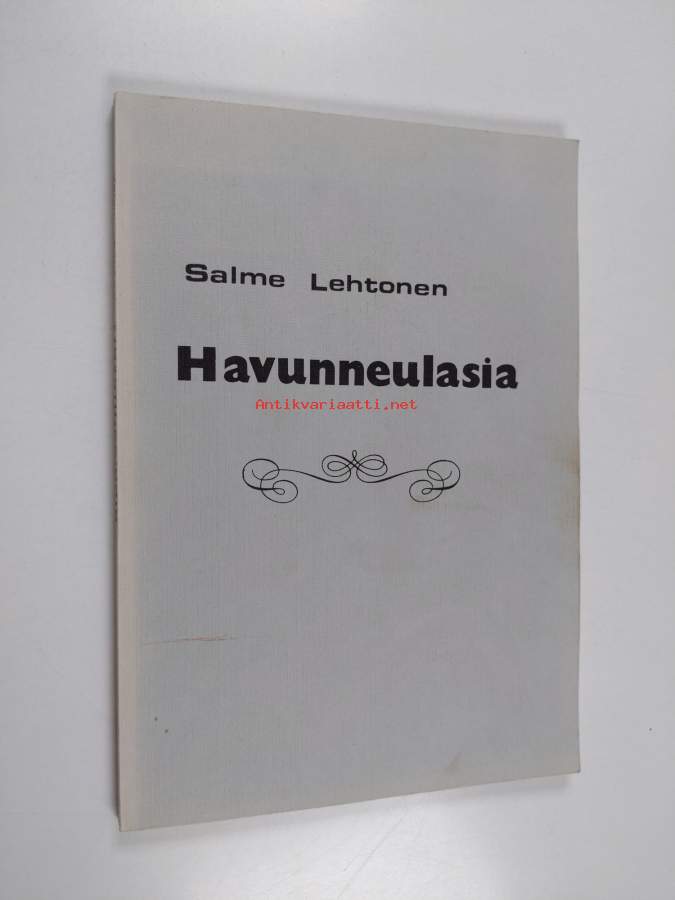 Salme Lehtonen
Havunneulasia
Antikvariaatti.net